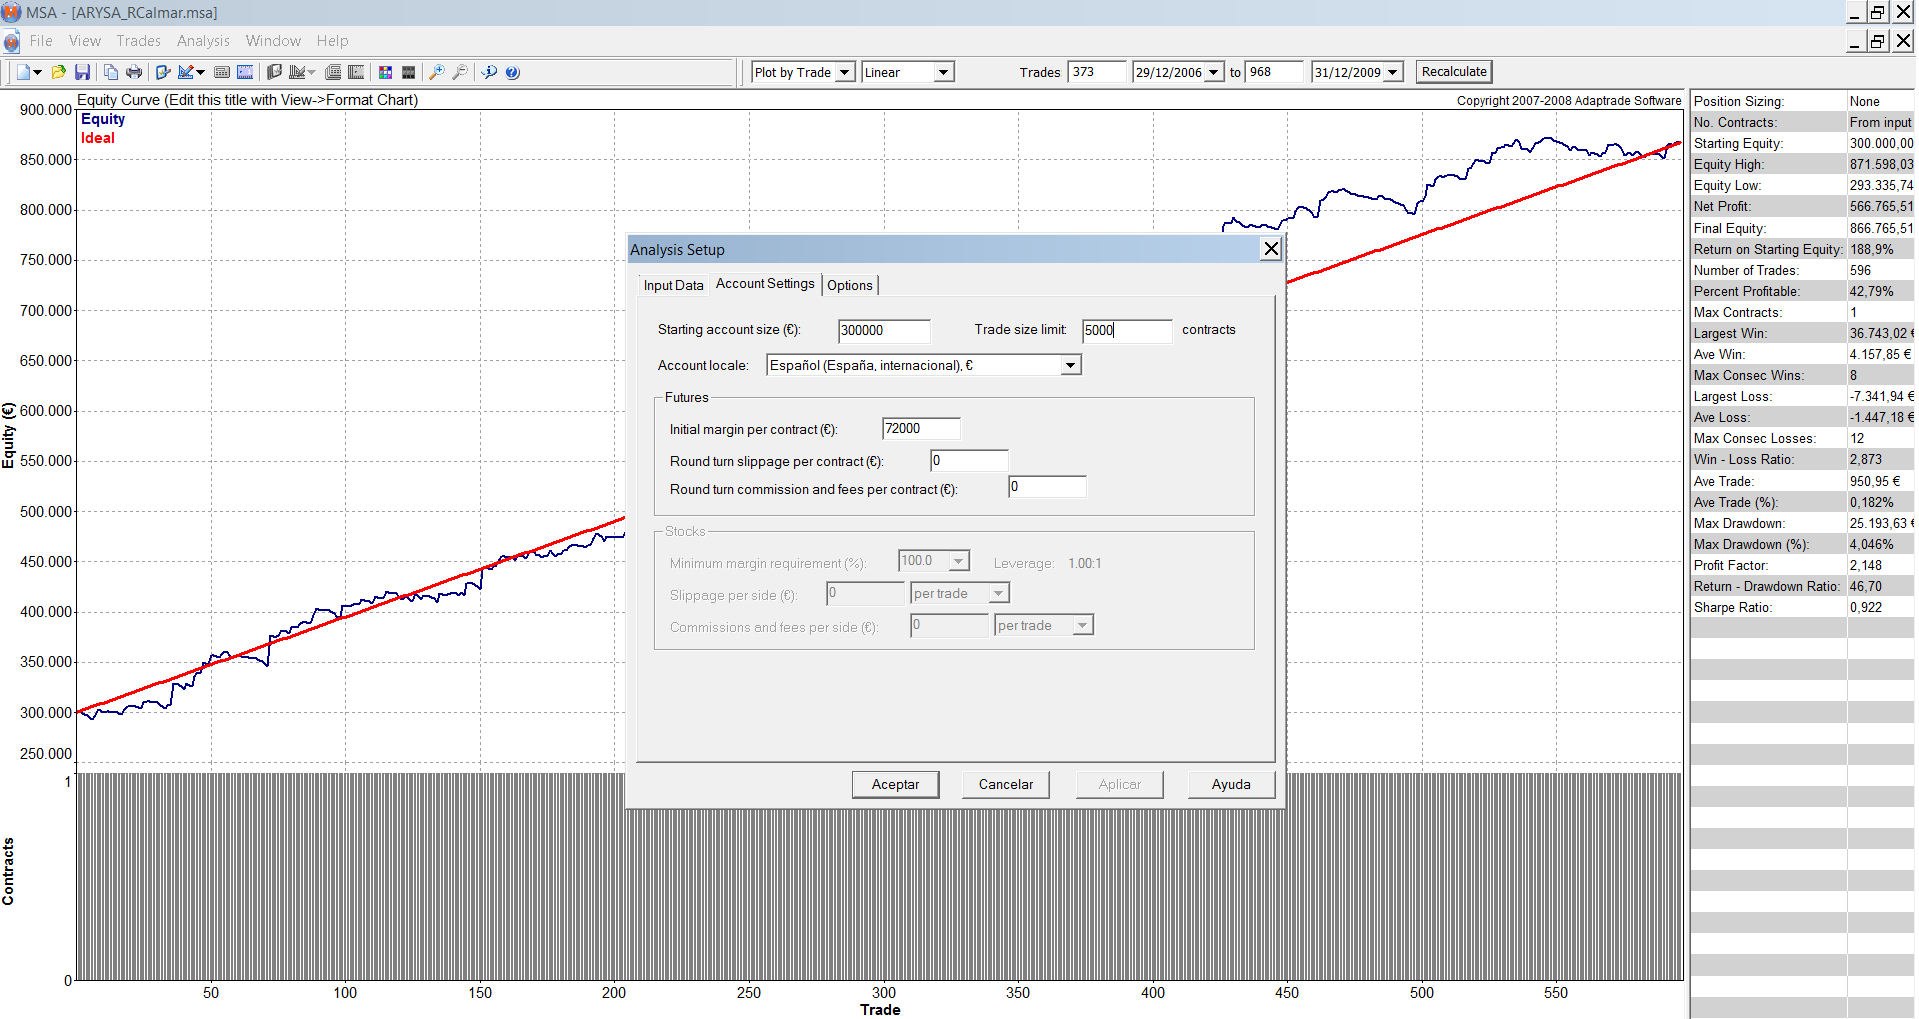 MSA - [ARYSA_RCalmar.msa]
File View Trades Analysis Window Help
Plot by Trade Linear Trades 373 29/12/2006 to 968 31/12/2009 Recalculate
Equity Curve (Edit this title with View->Format Chart)
Copyright 2007-2008 Adaptrade Software
Equity
Ideal
900.000
850.000
800.000
750.000
700.000
650.000
600.000
550.000
500.000
450.000
400.000
350.000
300.000
250.000
Equity (€)
1
0
Contracts
50 100 150 200 250 300 350 400 450 500 550
Trade
Analysis Setup
Input Data Account Settings Options
Starting account size (€): 300000 Trade size limit: 5000 contracts
Account locale: Español (España, internacional), €
Futures
Initial margin per contract (€): 72000
Round turn slippage per contract (€): 0
Round turn commission and fees per contract (€): 0
Stocks
Minimum margin requirement (%): 100.0 Leverage: 1.00:1
Slippage per side (€): 0 per trade
Commissions and fees per side (€): 0 per trade
Aceptar Cancelar Aplicar Ayuda
Position Sizing: None
No. Contracts: From input
Starting Equity: 300.000,00
Equity High: 871.598,03
Equity Low: 293.335,74
Net Profit: 566.765,51
Final Equity: 866.765,51
Return on Starting Equity: 188,9%
Number of Trades: 596
Percent Profitable: 42,79%
Max Contracts: 1
Largest Win: 36.743,02 €
Ave Win: 4.157,85 €
Max Consec Wins: 8
Largest Loss: -7.341,94 €
Ave Loss: -1.447,18 €
Max Consec Losses: 12
Win - Loss Ratio: 2,873
Ave Trade: 950,95 €
Ave Trade (%): 0,182%
Max Drawdown: 25.193,63 €
Max Drawdown (%): 4,046%
Profit Factor: 2,148
Return - Drawdown Ratio: 46,70
Sharpe Ratio: 0,922